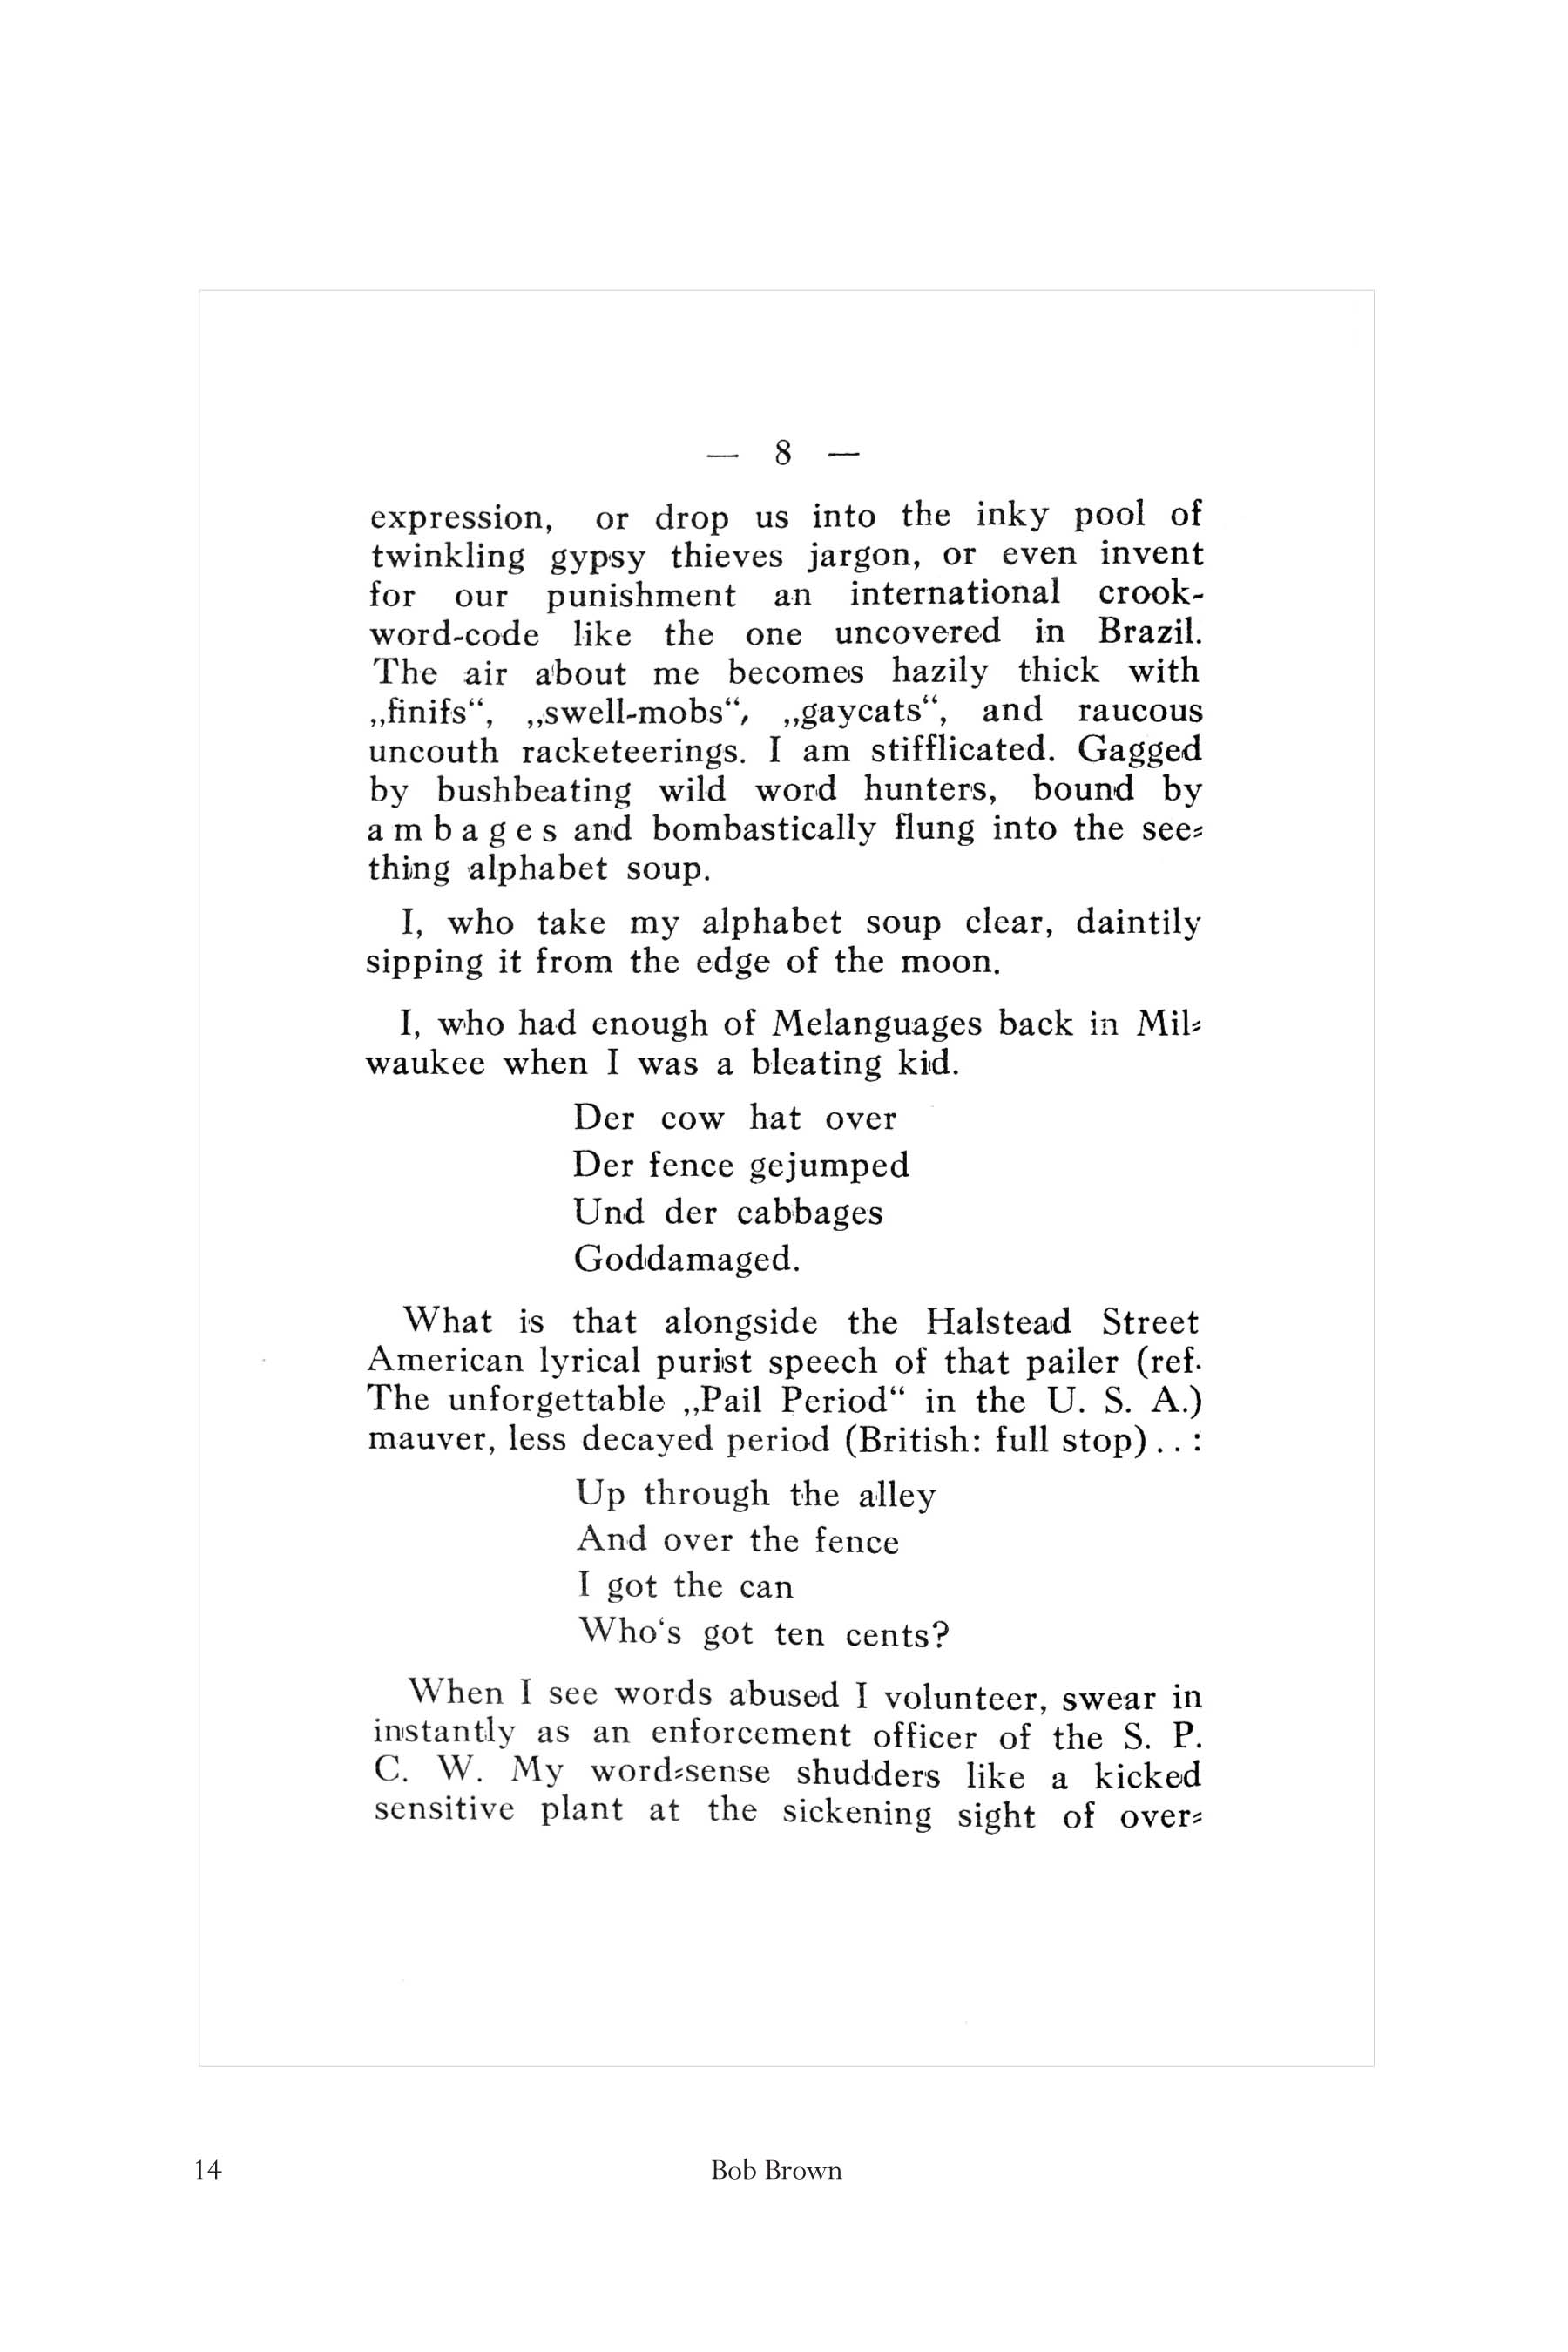 — 8 —
expression, or drop us into the inky pool of
twinkling gypsy thieves jargon, or even invent
for our punishment an international crook-
word-code like the one uncovered in Brazil.
The air about me becomes hazily thick with
„finifs“, „swell-mobs“, „gaycats“, and raucous
uncouth racketeerings. I am stifflicated. Gagged
by bushbeating wild word hunters, bound by
a m b a g e s and bombastically flung into the see-
thing alphabet soup.
I, who take my alphabet soup clear, daintily
sipping it from the edge of the moon.
I, who had enough of Melanguages back in Mil-
waukee when I was a bleating kid.
Der cow hat over
Der fence gejumped
Und der cabbages
Goddamaged.
What is that alongside the Halstead Street
American lyrical purist speech of that pailer (ref.
The unforgettable „Pail Period“ in the U. S. A.)
mauver, less decayed period (British: full stop) . . :
Up through the alley
And over the fence
I got the can
Who‘s got ten cents?
When I see words abused I volunteer, swear in
instantly as an enforcement officer of the S. P.
C. W. My word-sense shudders like a kicked
sensitive plant at the sickening sight of over-
14 Bob Brown